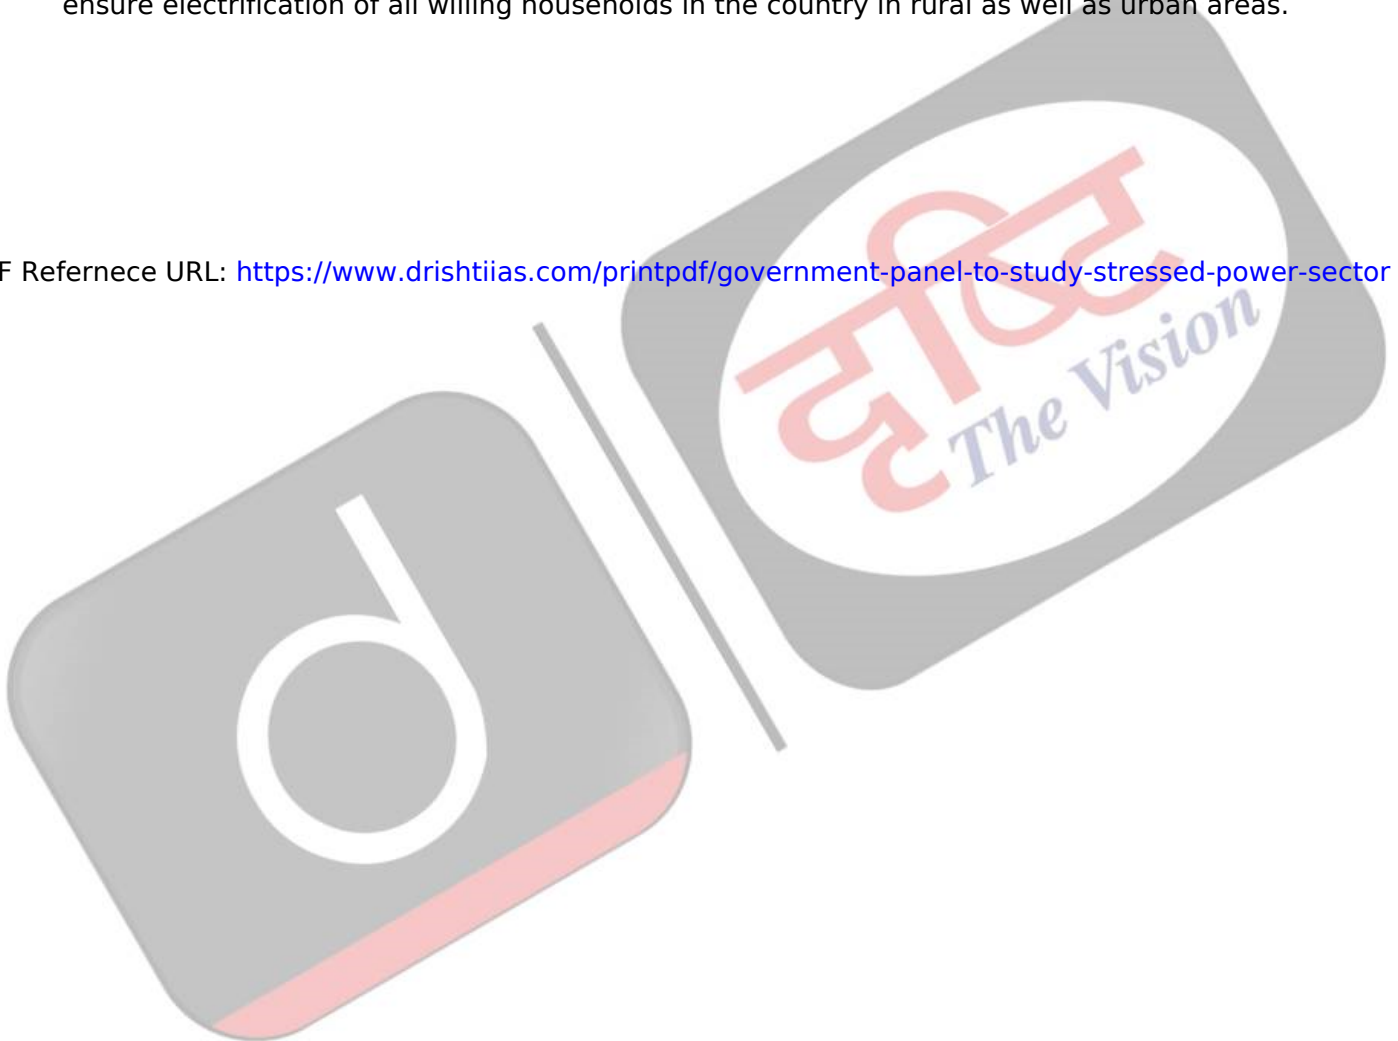 ensure electrification of all willing households in the country in rural as well as urban areas.
F Refernece URL: https://www.drishtiias.com/printpdf/government-panel-to-study-stressed-power-sector
दृष्टि
The Vision
d